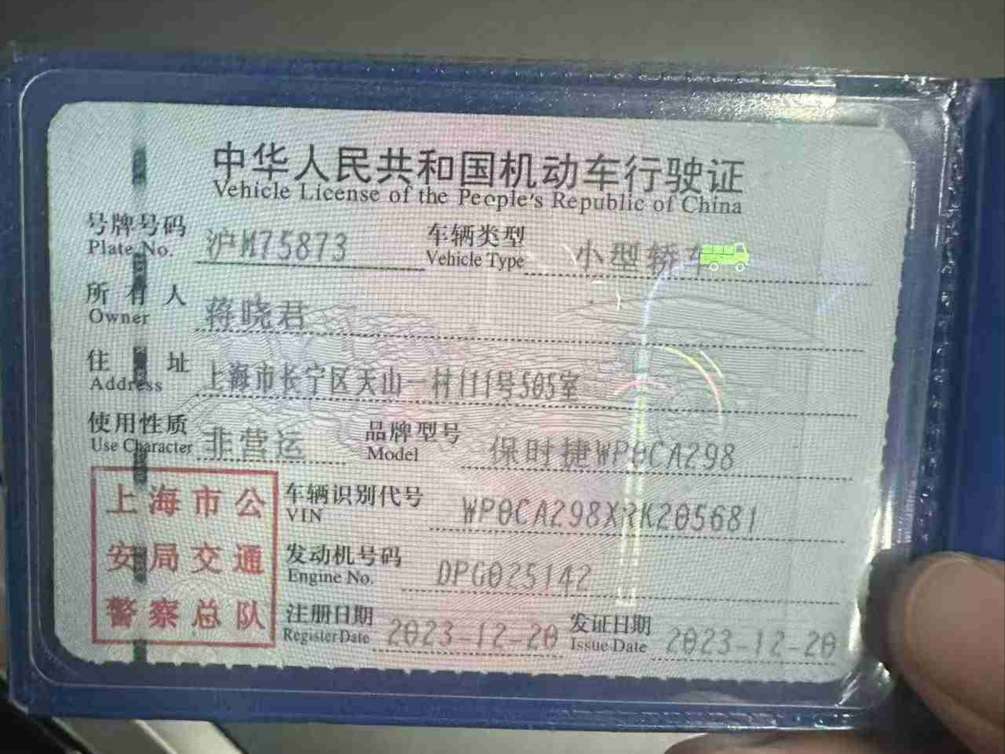 中华人民共和国机动车行驶证
Vehicle License of the People's Republic of China
号牌号码 沪M75873 车辆类型 小型轿车
Plate No. Vehicle Type
所有人 蒋晓君
Owner
住址 上海市长宁区天山一村111号505室
Address
使用性质 非营运 品牌型号 保时捷WP0CA298
Use Character Model
上海市公 车辆识别代号 WP0CA298XRK205681
VIN
安局交通 发动机号码 DPG025142
Engine No.
警察总队 注册日期 2023-12-20 发证日期 2023-12-20
Register Date Issue Date